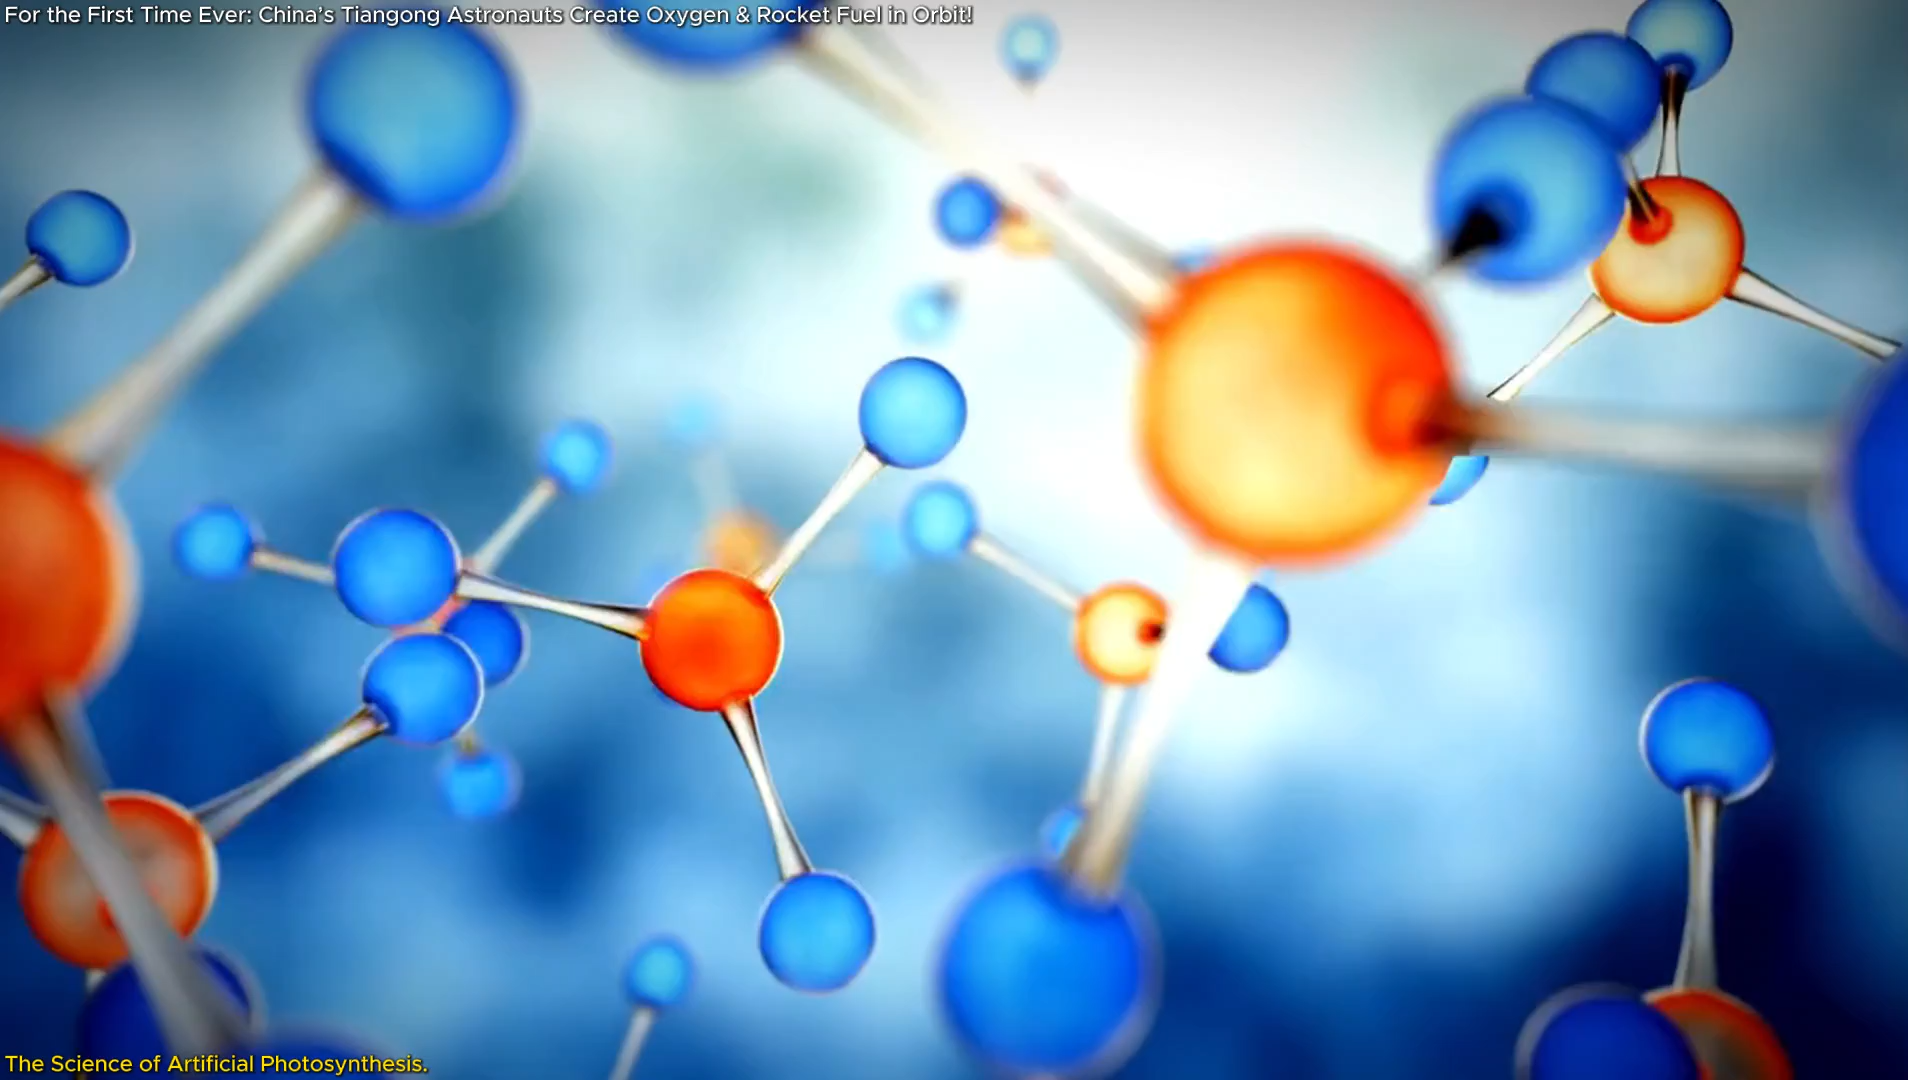 For the First Time Ever: China’s Tiangong Astronauts Create Oxygen & Rocket Fuel in Orbit!
The Science of Artificial Photosynthesis.